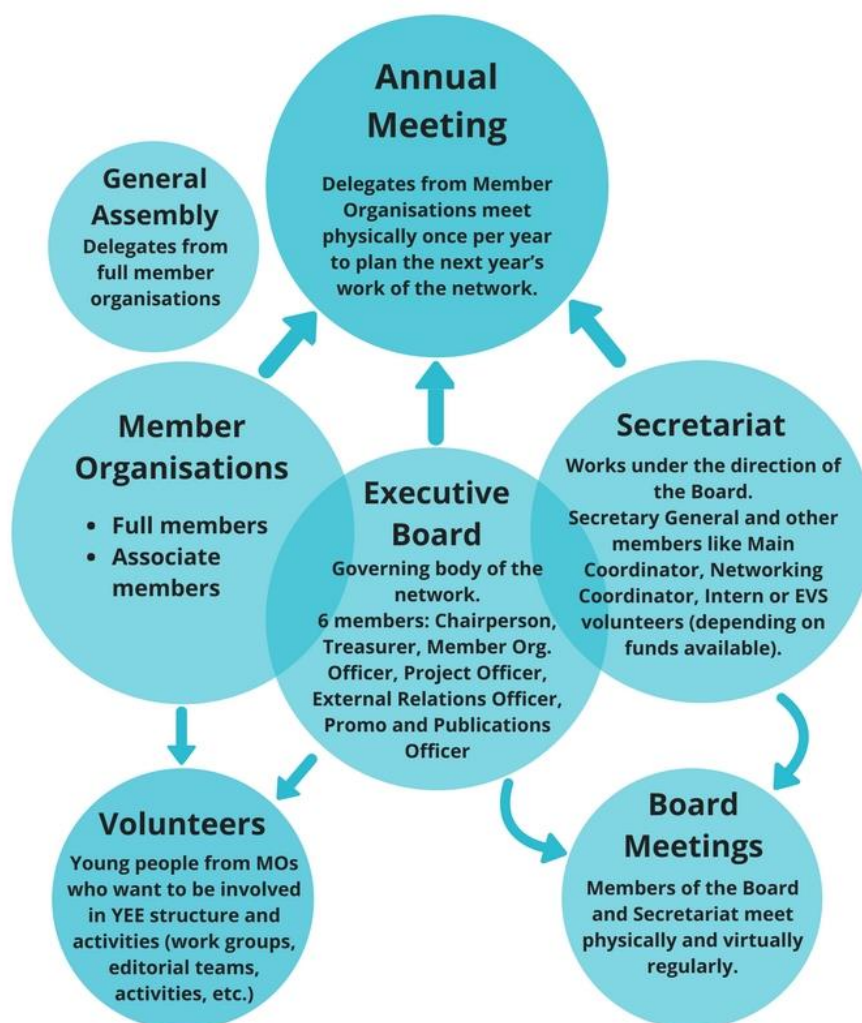 Annual
Meeting
Delegates from Member
Organisations meet
physically once per year
to plan the next year's
work of the network.
General
Assembly
Delegates from
full member
organisations
Member
Organisations
• Full members
• Associate
members
Executive
Board
Governing body of the
network.
6 members: Chairperson,
Treasurer, Member Org.
Officer, Project Officer,
External Relations Officer,
Promo and Publications
Officer
Secretariat
Works under the direction of
the Board.
Secretary General and other
members like Main
Coordinator, Networking
Coordinator, Intern or EVS
volunteers (depending on
funds available).
Volunteers
Young people from MOs
who want to be involved
in YEE structure and
activities (work groups,
editorial teams,
activities, etc.)
Board
Meetings
Members of the Board
and Secretariat meet
physically and virtually
regularly.